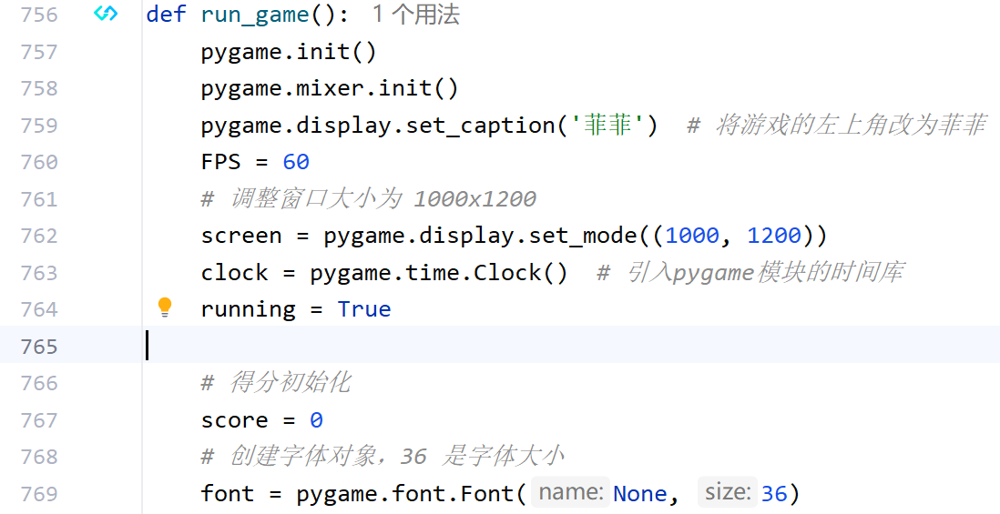 756 def run_game(): 1 个用法
757 pygame.init()
758 pygame.mixer.init()
759 pygame.display.set_caption('菲菲') # 将游戏的左上角改为菲菲
760 FPS = 60
761 # 调整窗口大小为 1000x1200
762 screen = pygame.display.set_mode((1000, 1200))
763 clock = pygame.time.Clock() # 引入pygame模块的时间库
764 running = True
765
766 # 得分初始化
767 score = 0
768 # 创建字体对象，36 是字体大小
769 font = pygame.font.Font( name: None, size: 36)